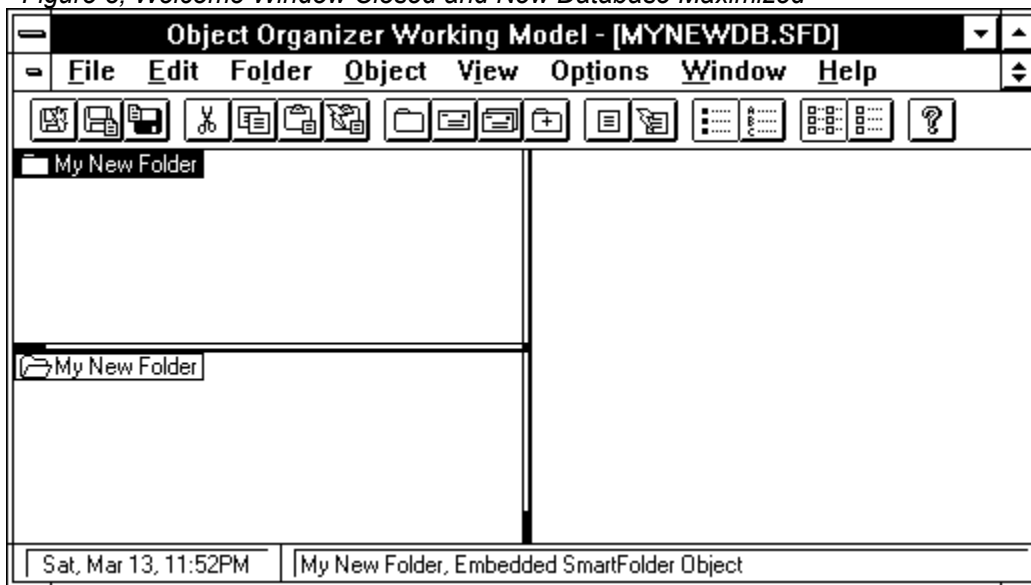 Figure 6, Welcome Window Closed and New Database Maximized
Object Organizer Working Model - [MYNEWDB.SFD]
File Edit Folder Object View Options Window Help
My New Folder
My New Folder
Sat, Mar 13, 11:52PM My New Folder, Embedded SmartFolder Object